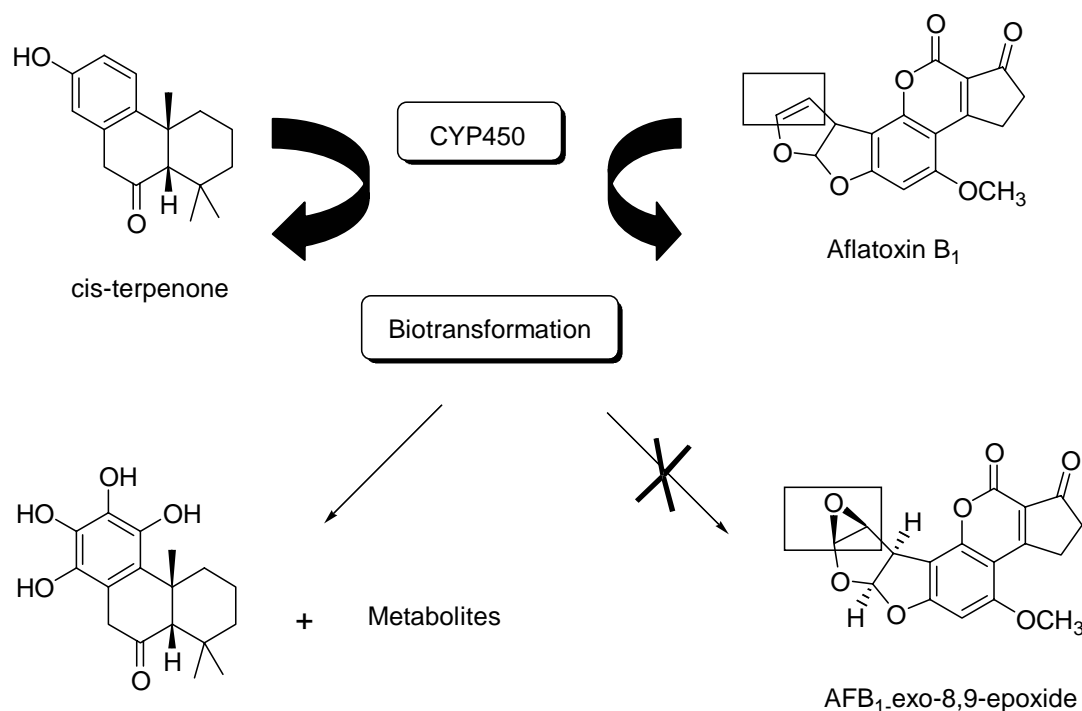 HO
O
H
cis-terpenone
CYP450
O
O
O
O
O
OCH3
Aflatoxin B1
Biotransformation
OH
HO
OH
HO
HO
O
H
+
Metabolites
O
O
O
H
O
O
H
O
OCH3
AFB1-exo-8,9-epoxide